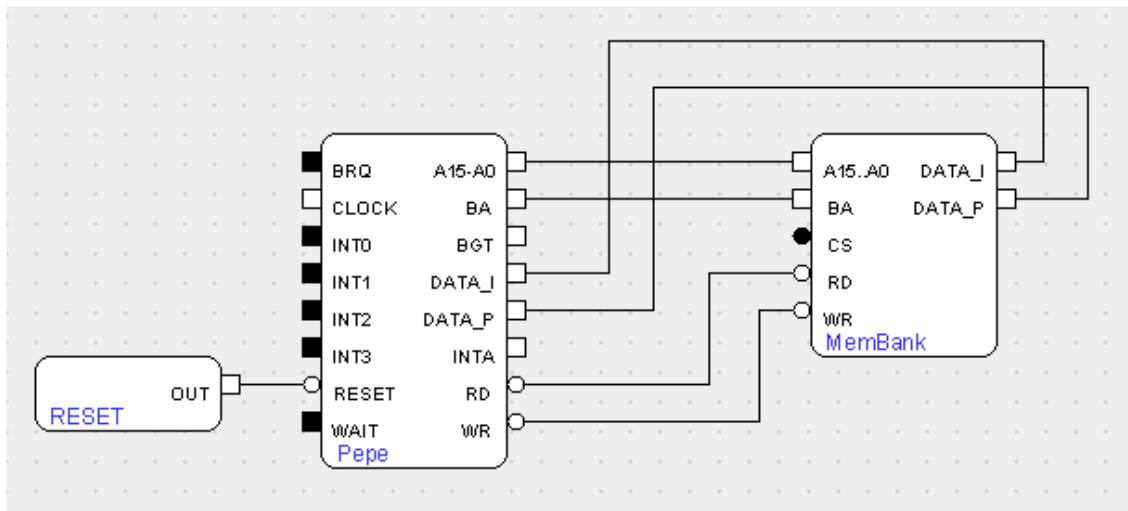 BRQ A15-A0
CLOCK BA
INT0 BGT
INT1 DATA_I
INT2 DATA_P
INT3 INTA
RESET RD
WAIT WR
Pepe
A15..A0 DATA_I
BA DATA_P
CS
RD
WR
MemBank
OUT
RESET